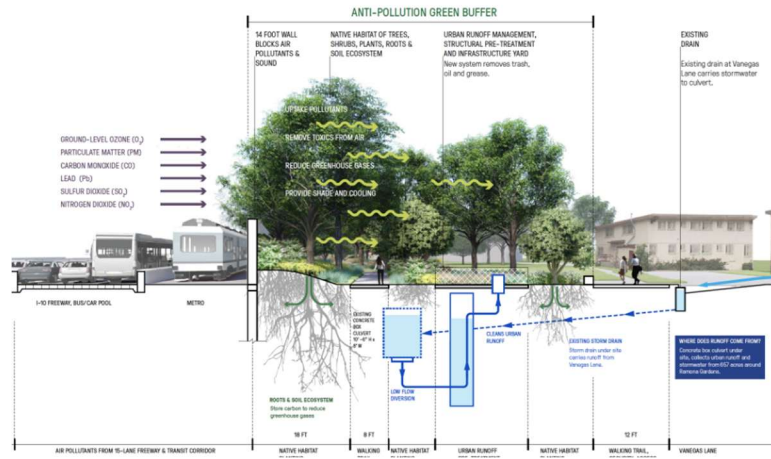 ANTI-POLLUTION GREEN BUFFER
14 FOOT WALL
BLOCKS AIR
POLLUTANTS &
SOUND
NATIVE HABITAT OF TREES,
SHRUBS, PLANTS, ROOTS &
SOIL ECOSYSTEM
URBAN RUNOFF MANAGEMENT,
STRUCTURAL PRE-TREATMENT
AND INFRASTRUCTURE YARD
New system removes trash,
oil and grease.
EXISTING
DRAIN
Existing drain at Vanegas
Lane carries stormwater
to culvert.
UPTAKE POLLUTANTS
REMOVE TOXICS FROM AIR
REDUCE GREENHOUSE GASES
PROVIDE SHADE AND COOLING
GROUND-LEVEL OZONE (O3)
PARTICULATE MATTER (PM)
CARBON MONOXIDE (CO)
LEAD (Pb)
SULFUR DIOXIDE (SO2)
NITROGEN DIOXIDE (NO2)
I-10 FREEWAY, BUS/CAR POOL
METRO
EXISTING
CONCRETE
BOX
CULVERT
CLEANS URBAN
RUNOFF
LOW FLOW
DIVERSION
EXISTING STORM DRAIN
Storm drain under site
carries runoff from
Vanegas Lane.
WHERE DOES RUNOFF COME FROM?
Concrete box culvert under
site, collects urban runoff and
stormwater from 657 acres around
Ramona Gardens.
ROOTS & SOIL ECOSYSTEM
Store carbon to reduce
greenhouse gases
18 FT
8 FT
12 FT
AIR POLLUTANTS FROM 15-LANE FREEWAY & TRANSIT CORRIDOR
NATIVE HABITAT
WALKING
NATIVE HABITAT
URBAN RUNOFF
NATIVE HABITAT
WALKING TRAIL,
VANEGAS LANE